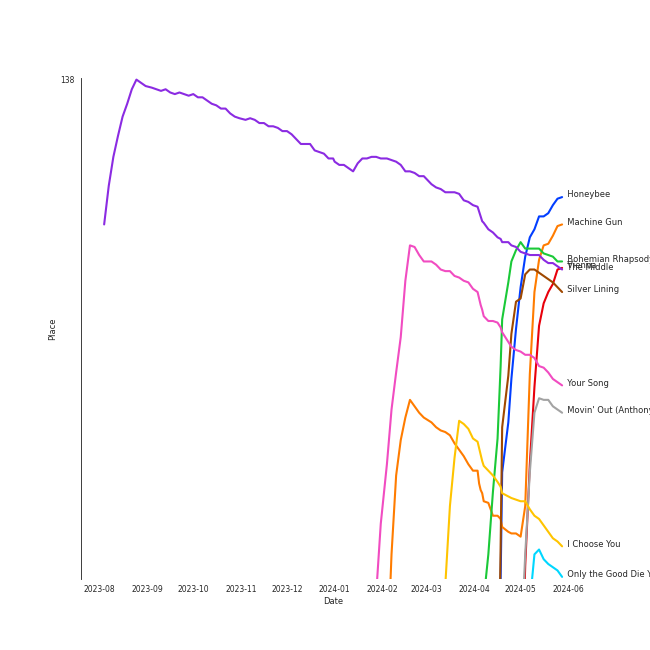 138
Place
Honeybee
Machine Gun
Bohemian Rhapsody
The Middle
Silver Lining
Your Song
Movin' Out (Anthony
I Choose You
Only the Good Die Y
2023-08 2023-09 2023-10 2023-11 2023-12 2024-01 2024-02 2024-03 2024-04 2024-05 2024-06
Date